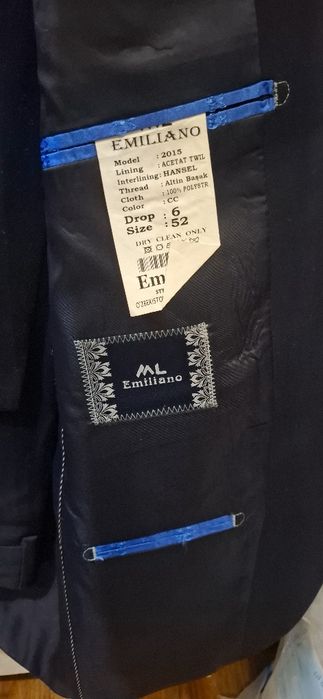 ML
EMILIANO
Model : 2015
Lining : ACETAT TWIL
Interlining: HANSEL
Thread : Altin Başak
Cloth : 100% POLYSTR
Color : CC
Drop : 6
Size : 52
DRY CLEAN ONLY
Em
ML
Emiliano